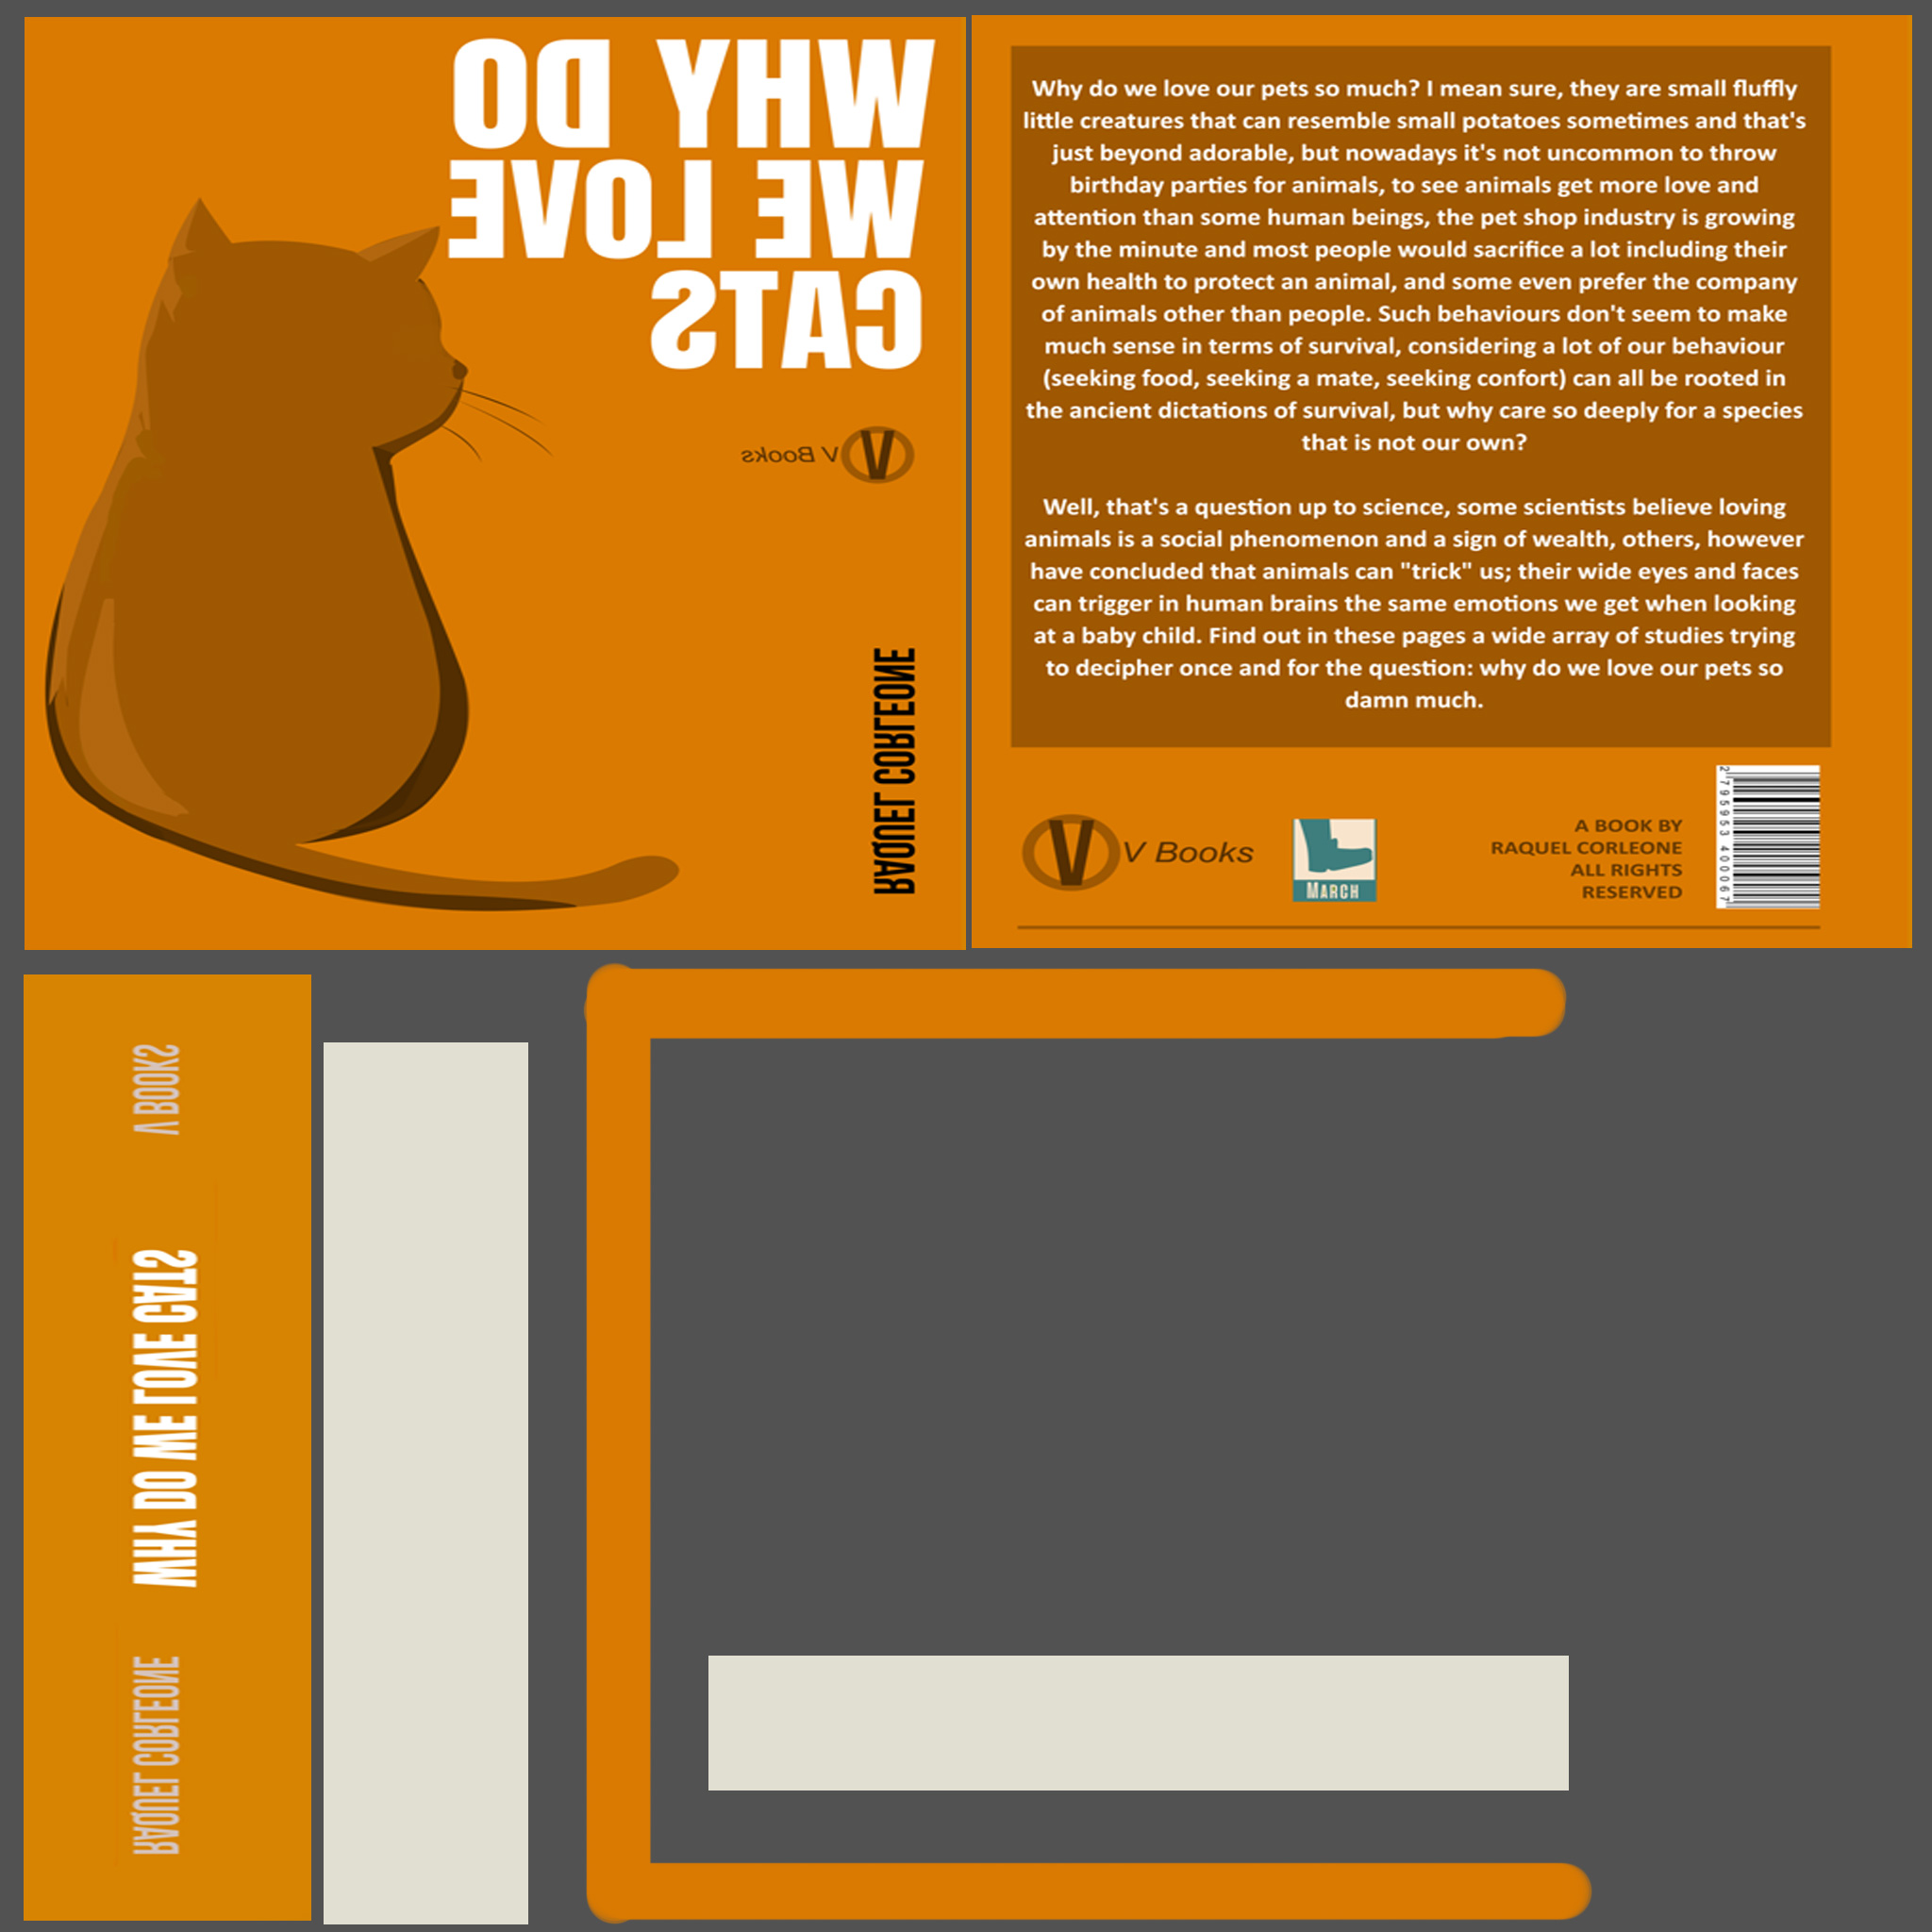 WHY DO
WE LOVE
CATS
V V Books
RAQUEL CORLEONE
Why do we love our pets so much? I mean sure, they are small fluffly
little creatures that can resemble small potatoes sometimes and that's
just beyond adorable, but nowadays it's not uncommon to throw
birthday parties for animals, to see animals get more love and
attention than some human beings, the pet shop industry is growing
by the minute and most people would sacrifice a lot including their
own health to protect an animal, and some even prefer the company
of animals other than people. Such behaviours don't seem to make
much sense in terms of survival, considering a lot of our behaviour
(seeking food, seeking a mate, seeking confort) can all be rooted in
the ancient dictations of survival, but why care so deeply for a species
that is not our own?
Well, that's a question up to science, some scientists believe loving
animals is a social phenomenon and a sign of wealth, others, however
have concluded that animals can "trick" us; their wide eyes and faces
can trigger in human brains the same emotions we get when looking
at a baby child. Find out in these pages a wide array of studies trying
to decipher once and for the question: why do we love our pets so
damn much.
V V Books
MARCH
A BOOK BY
RAQUEL CORLEONE
ALL RIGHTS
RESERVED
2 795953 400067
V BOOKS
WHY DO WE LOVE CATS
RAQUEL CORLEONE